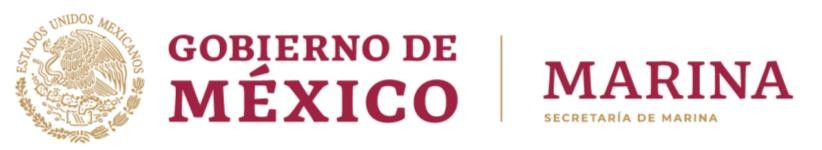 ESTADOS UNIDOS MEXICANOS
GOBIERNO DE
MÉXICO
MARINA
SECRETARÍA DE MARINA